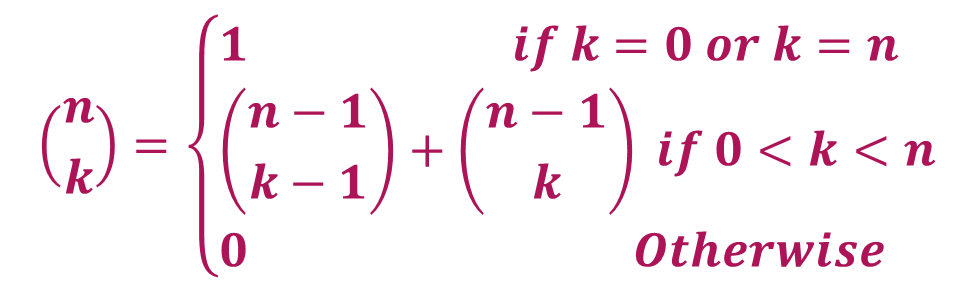 1 if k = 0 or k = n
(n k) = { (n − 1 k − 1) + (n − 1 k) if 0 < k < n
0 Otherwise